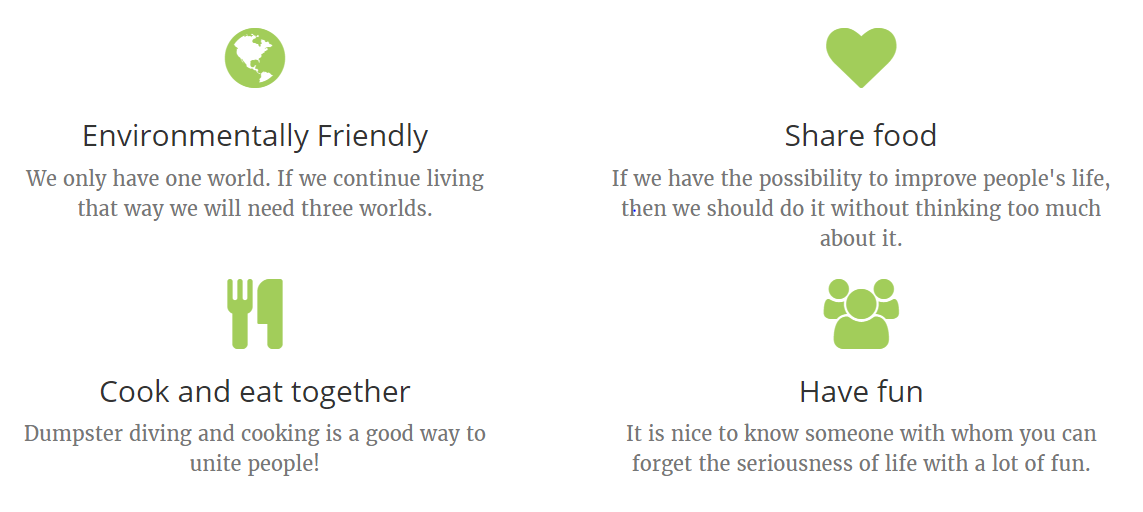 Environmentally Friendly
We only have one world. If we continue living
that way we will need three worlds.
Share food
If we have the possibility to improve people's life,
then we should do it without thinking too much
about it.
Cook and eat together
Dumpster diving and cooking is a good way to
unite people!
Have fun
It is nice to know someone with whom you can
forget the seriousness of life with a lot of fun.